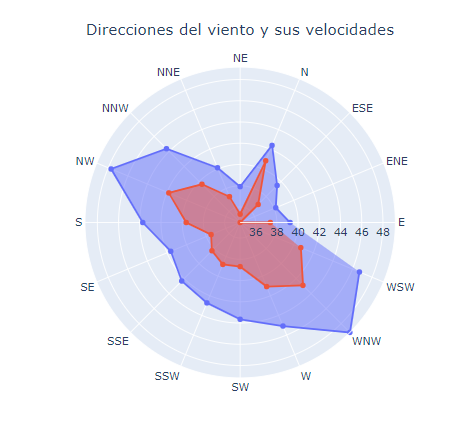 Direcciones del viento y sus velocidades
NE
NNE
N
NNW
ESE
NW
ENE
S
E
36 38 40 42 44 46 48
SE
WSW
SSE
WNW
SSW
W
SW